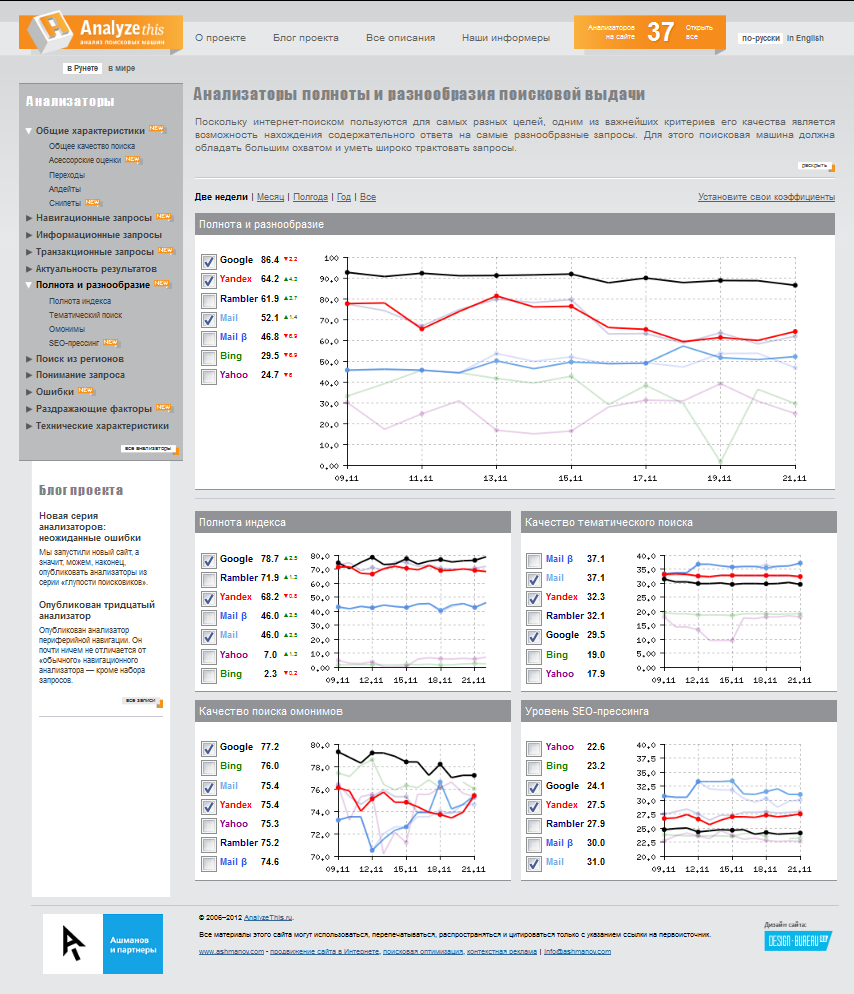 Analyze this
анализ поисковых машин
О проекте
Блог проекта
Все описания
Наши информеры
Анализаторов на сайте 37 Открыть все
по-русски in English
в Рунете в мире
Анализаторы
Общие характеристики NEW
Общее качество поиска
Асессорские оценки NEW
Переходы
Апдейты
Снипеты NEW
Навигационные запросы NEW
Информационные запросы
Транзакционные запросы NEW
Актуальность результатов
Полнота и разнообразие NEW
Полнота индекса
Тематический поиск
Омонимы
SEO-прессинг NEW
Поиск из регионов
Понимание запроса
Ошибки NEW
Раздражающие факторы NEW
Технические характеристики
все анализаторы
Блог проекта
Новая серия
анализаторов:
неожиданные ошибки
Мы запустили новый сайт, а
значит, можем, наконец,
опубликовать анализаторы из
серии «глупости поисковиков».
Опубликован тридцатый
анализатор
Опубликован анализатор
периферийной навигации. Он
почти ничем не отличается от
«обычного» навигационного
анализатора — кроме набора
запросов.
все записи
Анализаторы полноты и разнообразия поисковой выдачи
Поскольку интернет-поиском пользуются для самых разных целей, одним из важнейших критериев его качества является
возможность нахождения содержательного ответа на самые разнообразные запросы. Для этого поисковая машина должна
обладать большим охватом и уметь широко трактовать запросы.
раскрыть
Две недели | Месяц | Полгода | Год | Все
Установите свои коэффициенты
Полнота и разнообразие
Google 86.4 ▼2.2
Yandex 64.2 ▲4.3
Rambler 61.9 ▲3.7
Mail 52.1 ▲1.4
Mail β 46.8 ▼6.9
Bing 29.5 ▼6.9
Yahoo 24.7 ▼6
100
90,0
80,0
70,0
60,0
50,0
40,0
30,0
20,0
10,0
0,00
09,11 11,11 13,11 15,11 17,11 19,11 21,11
Полнота индекса
Google 78.7 ▲2.5
Rambler 71.9 ▲1.2
Yandex 68.2 ▼0.8
Mail β 46.0 ▲3.5
Mail 46.0 ▲3.5
Yahoo 7.0 ▲1.3
Bing 2.3 ▼0.2
80,0
70,0
60,0
50,0
40,0
30,0
20,0
10,0
0,00
09,11 12,11 15,11 18,11 21,11
Качество тематического поиска
Mail β 37.1
Mail 37.1
Yandex 32.3
Rambler 32.1
Google 29.5
Bing 19.0
Yahoo 17.9
40,0
35,0
30,0
25,0
20,0
15,0
10,0
5,00
0,00
09,11 12,11 15,11 18,11 21,11
Качество поиска омонимов
Google 77.2
Bing 76.0
Mail 75.4
Yandex 75.4
Yahoo 75.3
Rambler 75.2
Mail β 74.6
80,0
78,0
76,0
74,0
72,0
70,0
09,11 12,11 15,11 18,11 21,11
Уровень SEO-прессинга
Yahoo 22.6
Bing 23.2
Google 24.1
Yandex 27.5
Rambler 27.9
Mail β 30.0
Mail 31.0
40,0
37,5
35,0
32,5
30,0
27,5
25,0
22,5
20,0
09,11 12,11 15,11 18,11 21,11
Ашманов
и партнеры
© 2005–2012 AnalyzeThis.ru.
Все материалы этого сайта могут использоваться, перепечатываться, распространяться и цитироваться только с указанием ссылки на первоисточник.
www.ashmanov.com - продвижение сайта в Интернете, поисковая оптимизация, контекстная реклама | info@ashmanov.com
Дизайн сайта:
DESIGN-BUREAU